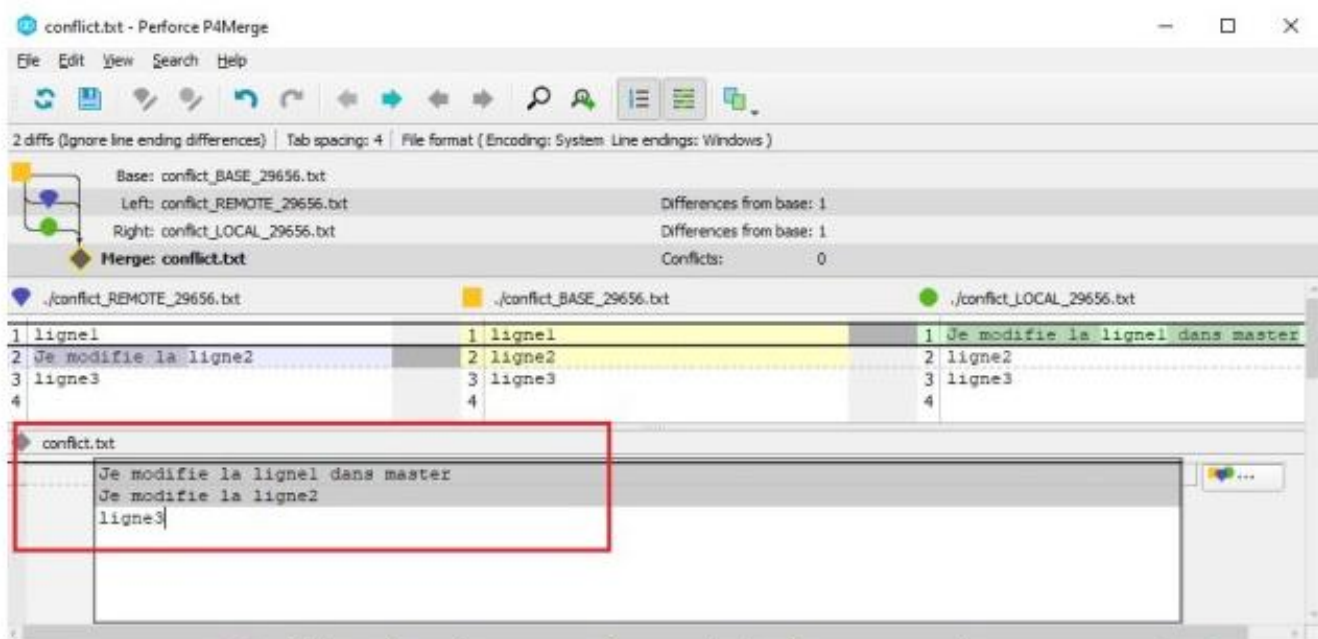 conflict.txt - Perforce P4Merge
File Edit View Search Help
2 diffs (Ignore line ending differences) | Tab spacing: 4 | File format ( Encoding: System Line endings: Windows )
Base: conflict_BASE_29656.txt
Left: conflict_REMOTE_29656.txt Differences from base: 1
Right: conflict_LOCAL_29656.txt Differences from base: 1
Merge: conflict.txt Conflicts: 0
./conflict_REMOTE_29656.txt ./conflict_BASE_29656.txt ./conflict_LOCAL_29656.txt
1 ligne1 1 ligne1 1 Je modifie la ligne1 dans master
2 Je modifie la ligne2 2 ligne2 2 ligne2
3 ligne3 3 ligne3 3 ligne3
4 4 4
conflict.txt
Je modifie la ligne1 dans master
...
Je modifie la ligne2
ligne3